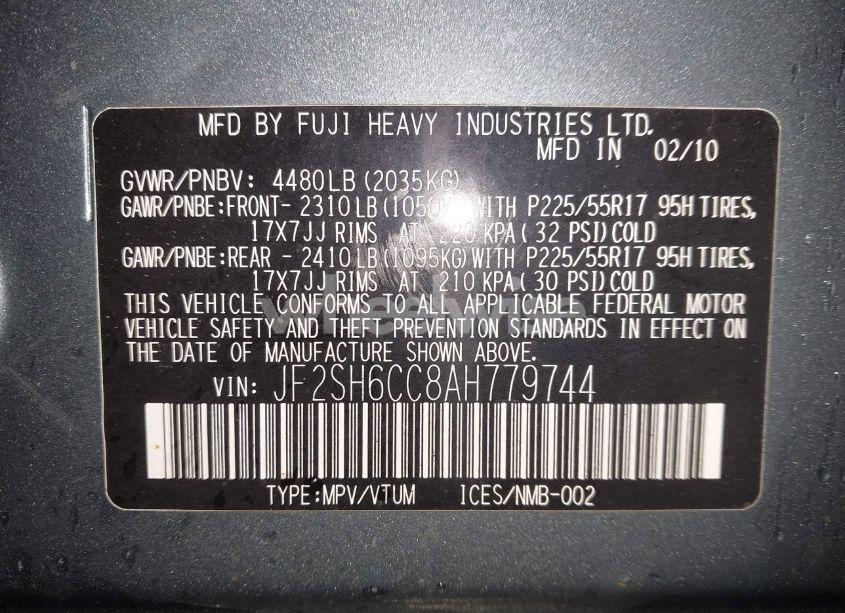 MFD BY FUJI HEAVY INDUSTRIES LTD.
MFD IN 02/10
GVWR/PNBV: 4480LB(2035KG)
GAWR/PNBE:FRONT- 2310LB(1050KG)WITH P225/55R17 95H TIRES,
17X7JJ RIMS AT 220 KPA(32 PSI)COLD
GAWR/PNBE:REAR - 2410LB(1095KG)WITH P225/55R17 95H TIRES,
17X7JJ RIMS AT 210 KPA(30 PSI)COLD
THIS VEHICLE CONFORMS TO ALL APPLICABLE FEDERAL MOTOR
VEHICLE SAFETY AND THEFT PREVENTION STANDARDS IN EFFECT ON
THE DATE OF MANUFACTURE SHOWN ABOVE.
VIN: JF2SH6CC8AH779744
TYPE:MPV/VTUM ICES/NMB-002